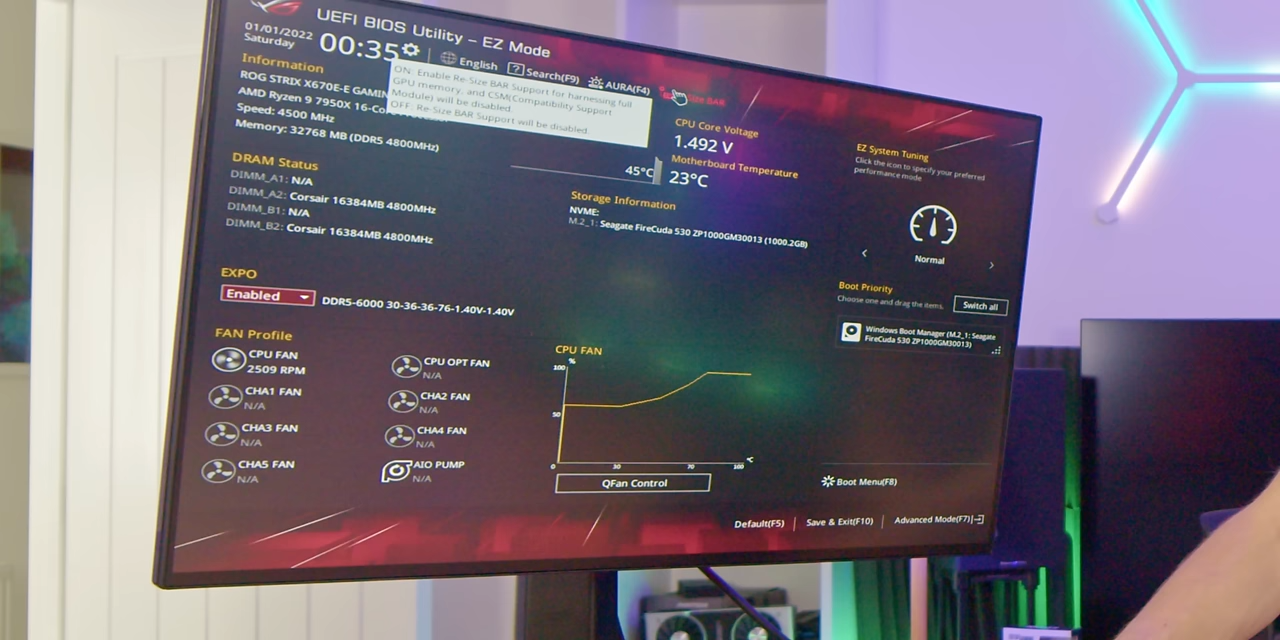 UEFI BIOS Utility – EZ Mode
01/01/2022
Saturday
00:35
English
Search(F9)
AURA(F4)
Size BAR
ON: Enable Re-Size BAR Support for harnessing full
GPU memory, and CSM(Compatibility Support
Module) will be disabled.
OFF: Re-Size BAR Support will be disabled.
Information
ROG STRIX X670E-E GAMIN
AMD Ryzen 9 7950X 16-Cor
Speed: 4500 MHz
Memory: 32768 MB (DDR5 4800MHz)
CPU Core Voltage
1.492 V
45°C
Motherboard Temperature
23°C
EZ System Tuning
Click the icon to specify your preferred
performance mode
Normal
DRAM Status
DIMM_A1: N/A
DIMM_A2: Corsair 16384MB 4800MHz
DIMM_B1: N/A
DIMM_B2: Corsair 16384MB 4800MHz
Storage Information
NVME:
M.2_1: Seagate FireCuda 530 ZP1000GM30013 (1000.2GB)
EXPO
Enabled
DDR5-6000 30-36-36-76-1.40V-1.40V
Boot Priority
Choose one and drag the items.
Switch all
Windows Boot Manager (M.2_1: Seagate
FireCuda 530 ZP1000GM30013)
FAN Profile
CPU FAN
2509 RPM
CPU OPT FAN
N/A
CHA1 FAN
N/A
CHA2 FAN
N/A
CHA3 FAN
N/A
CHA4 FAN
N/A
CHA5 FAN
N/A
AIO PUMP
N/A
CPU FAN
%
100
50
0
30
70
100
°C
QFan Control
Boot Menu(F8)
Default(F5)
Save & Exit(F10)
Advanced Mode(F7)